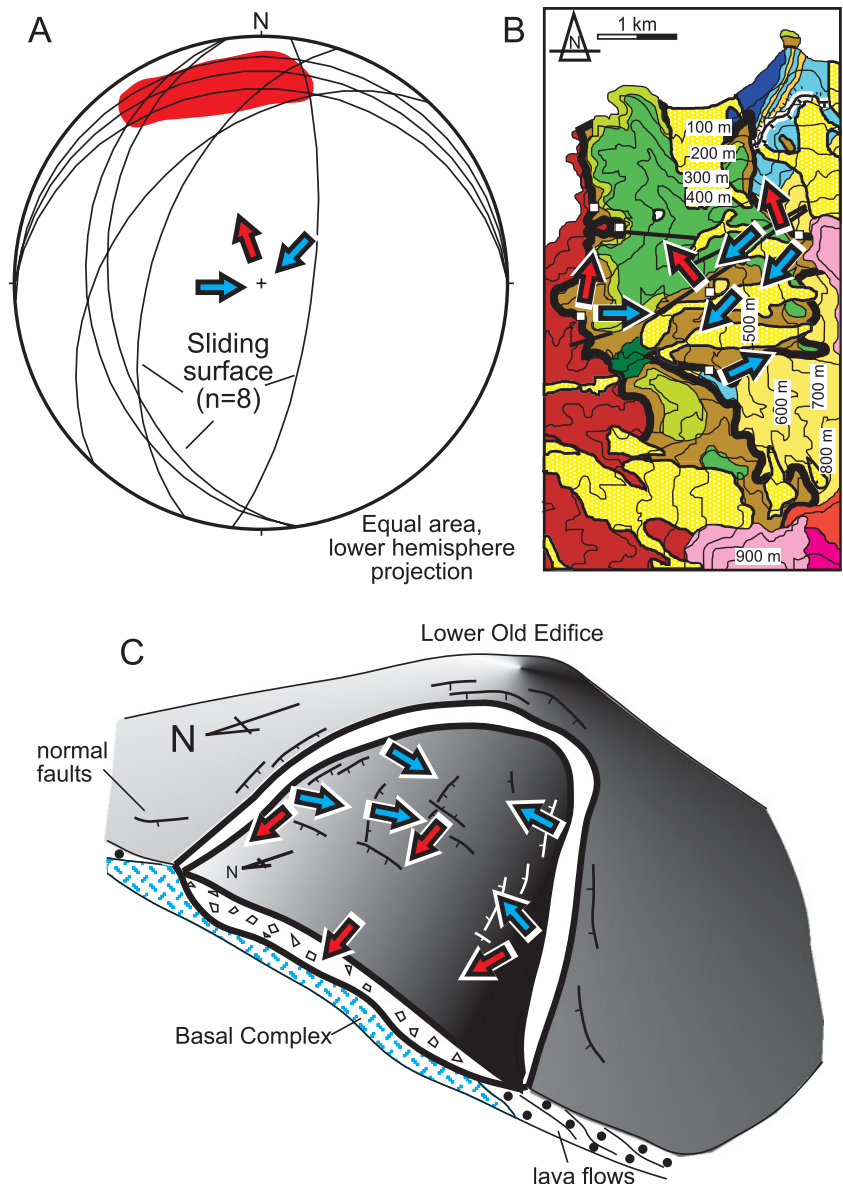 A
N
Sliding
surface
(n=8)
Equal area,
lower hemisphere
projection
B
1 km
N
100 m
200 m
300 m
400 m
500 m
600 m
700 m
800 m
900 m
C
Lower Old Edifice
N
normal
faults
N
Basal Complex
lava flows